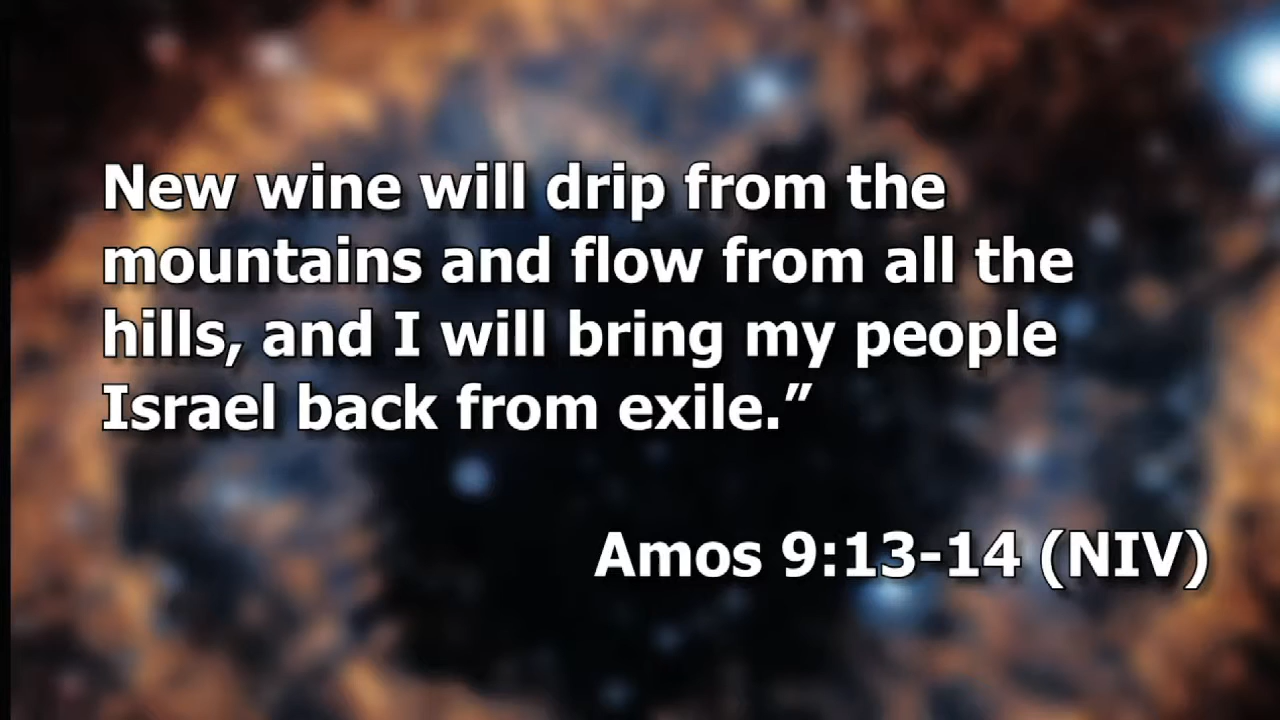 New wine will drip from the
mountains and flow from all the
hills, and I will bring my people
Israel back from exile.”
Amos 9:13-14 (NIV)